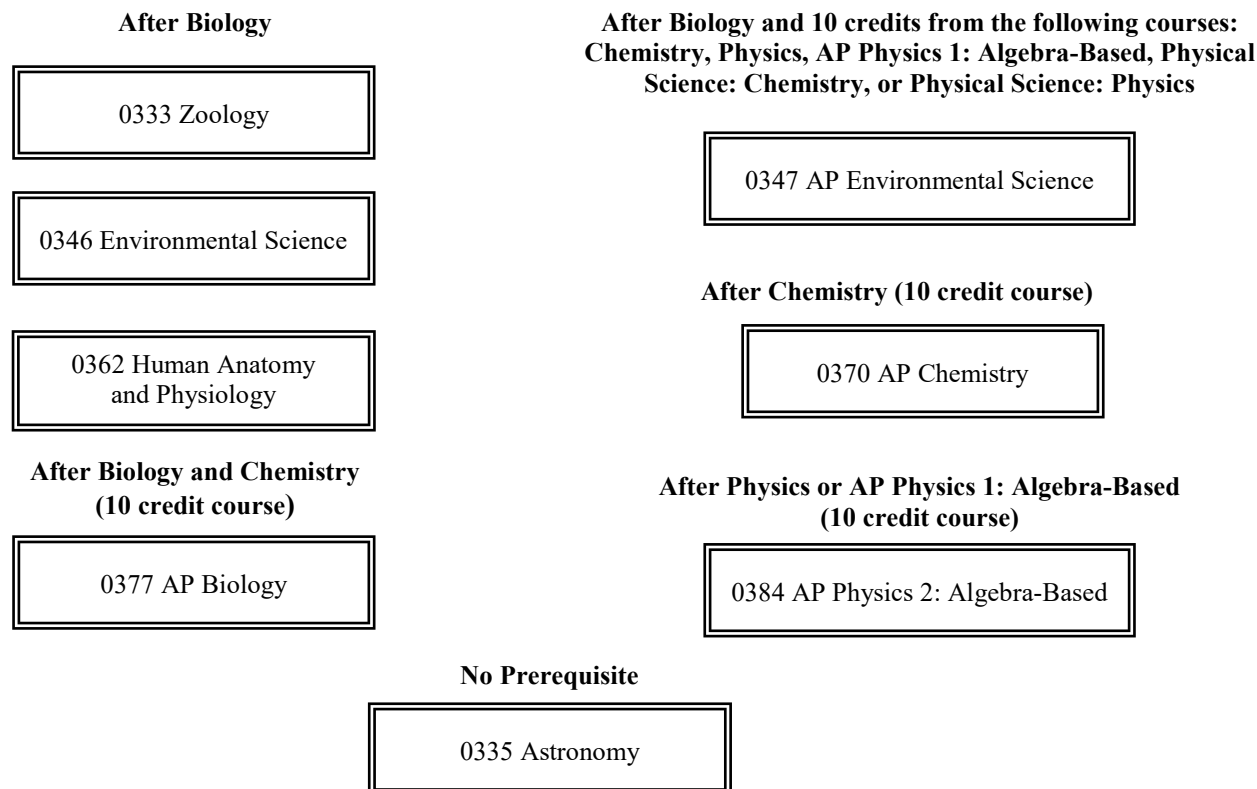 After Biology
0333 Zoology
0346 Environmental Science
0362 Human Anatomy
and Physiology
After Biology and Chemistry
(10 credit course)
0377 AP Biology
After Biology and 10 credits from the following courses:
Chemistry, Physics, AP Physics 1: Algebra-Based, Physical
Science: Chemistry, or Physical Science: Physics
0347 AP Environmental Science
After Chemistry (10 credit course)
0370 AP Chemistry
After Physics or AP Physics 1: Algebra-Based
(10 credit course)
0384 AP Physics 2: Algebra-Based
No Prerequisite
0335 Astronomy